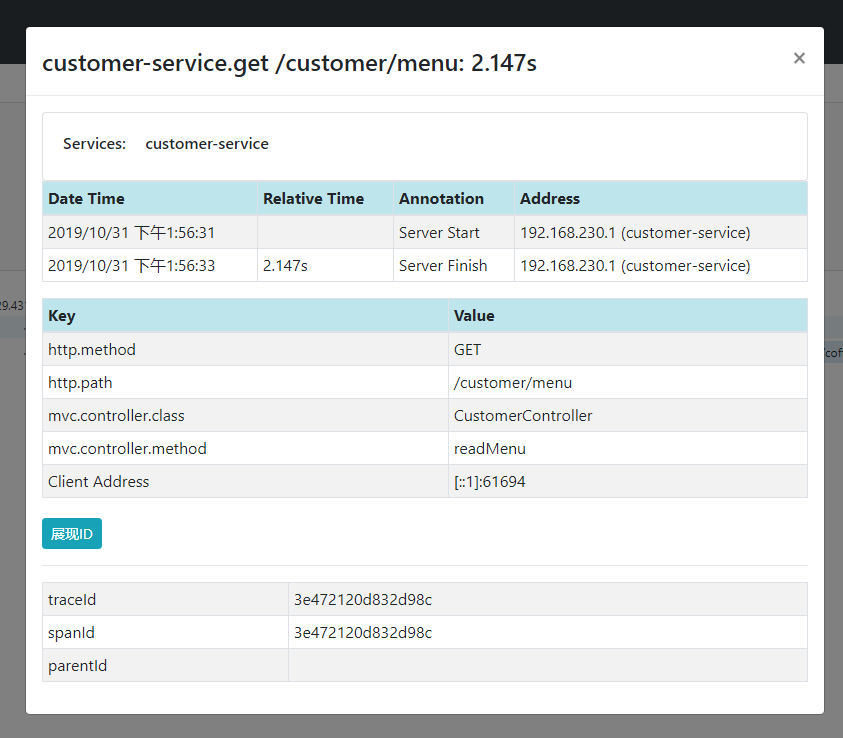 customer-service.get /customer/menu: 2.147s ×
Services: customer-service
Date Time Relative Time Annotation Address
2019/10/31 下午1:56:31 Server Start 192.168.230.1 (customer-service)
2019/10/31 下午1:56:33 2.147s Server Finish 192.168.230.1 (customer-service)
Key Value
http.method GET
http.path /customer/menu
mvc.controller.class CustomerController
mvc.controller.method readMenu
Client Address [::1]:61694
展现ID
traceId 3e472120d832d98c
spanId 3e472120d832d98c
parentId